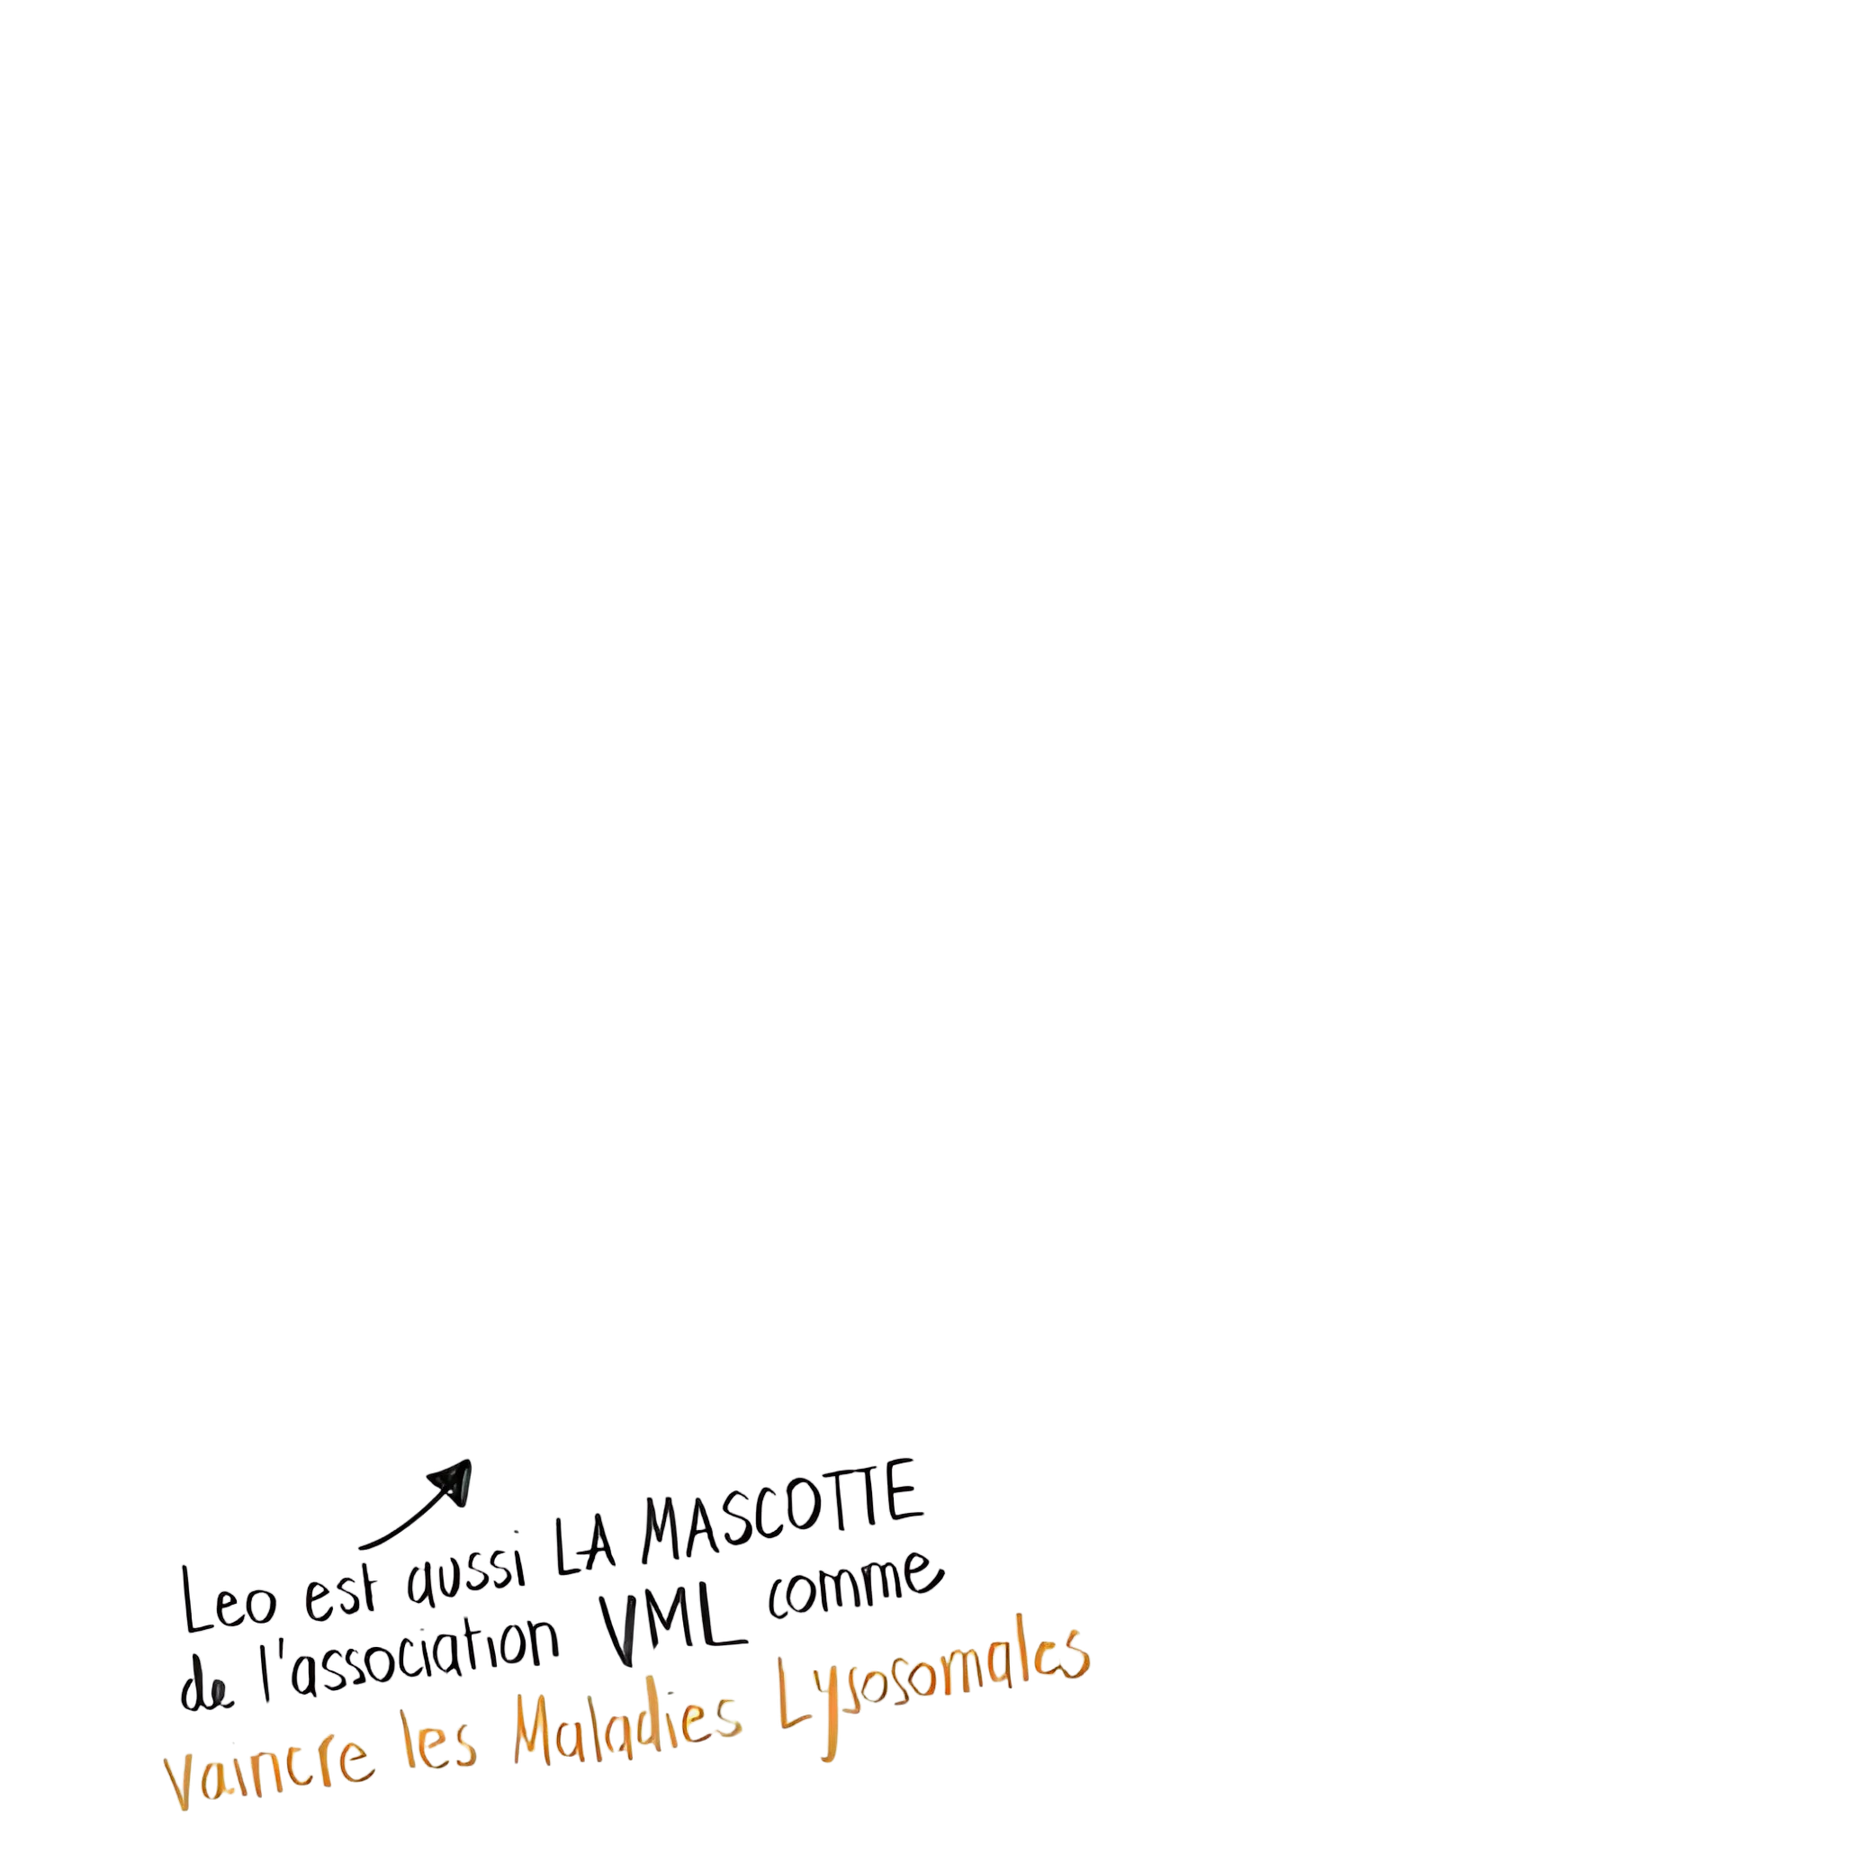 Leo est aussi LA MASCOTTE
de l'association VML comme
Vaincre les Maladies Lysosomales